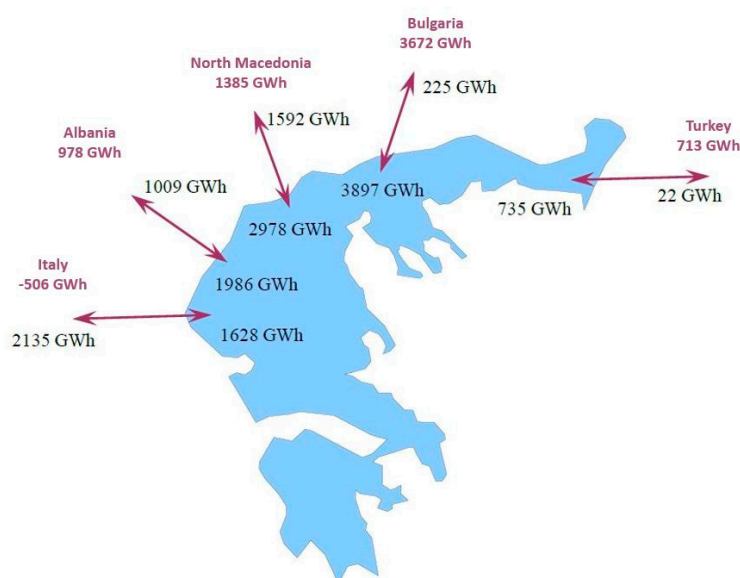 Bulgaria
3672 GWh
North Macedonia
1385 GWh
225 GWh
1592 GWh
Albania
978 GWh
Turkey
713 GWh
1009 GWh
3897 GWh
735 GWh
22 GWh
2978 GWh
Italy
-506 GWh
1986 GWh
2135 GWh
1628 GWh